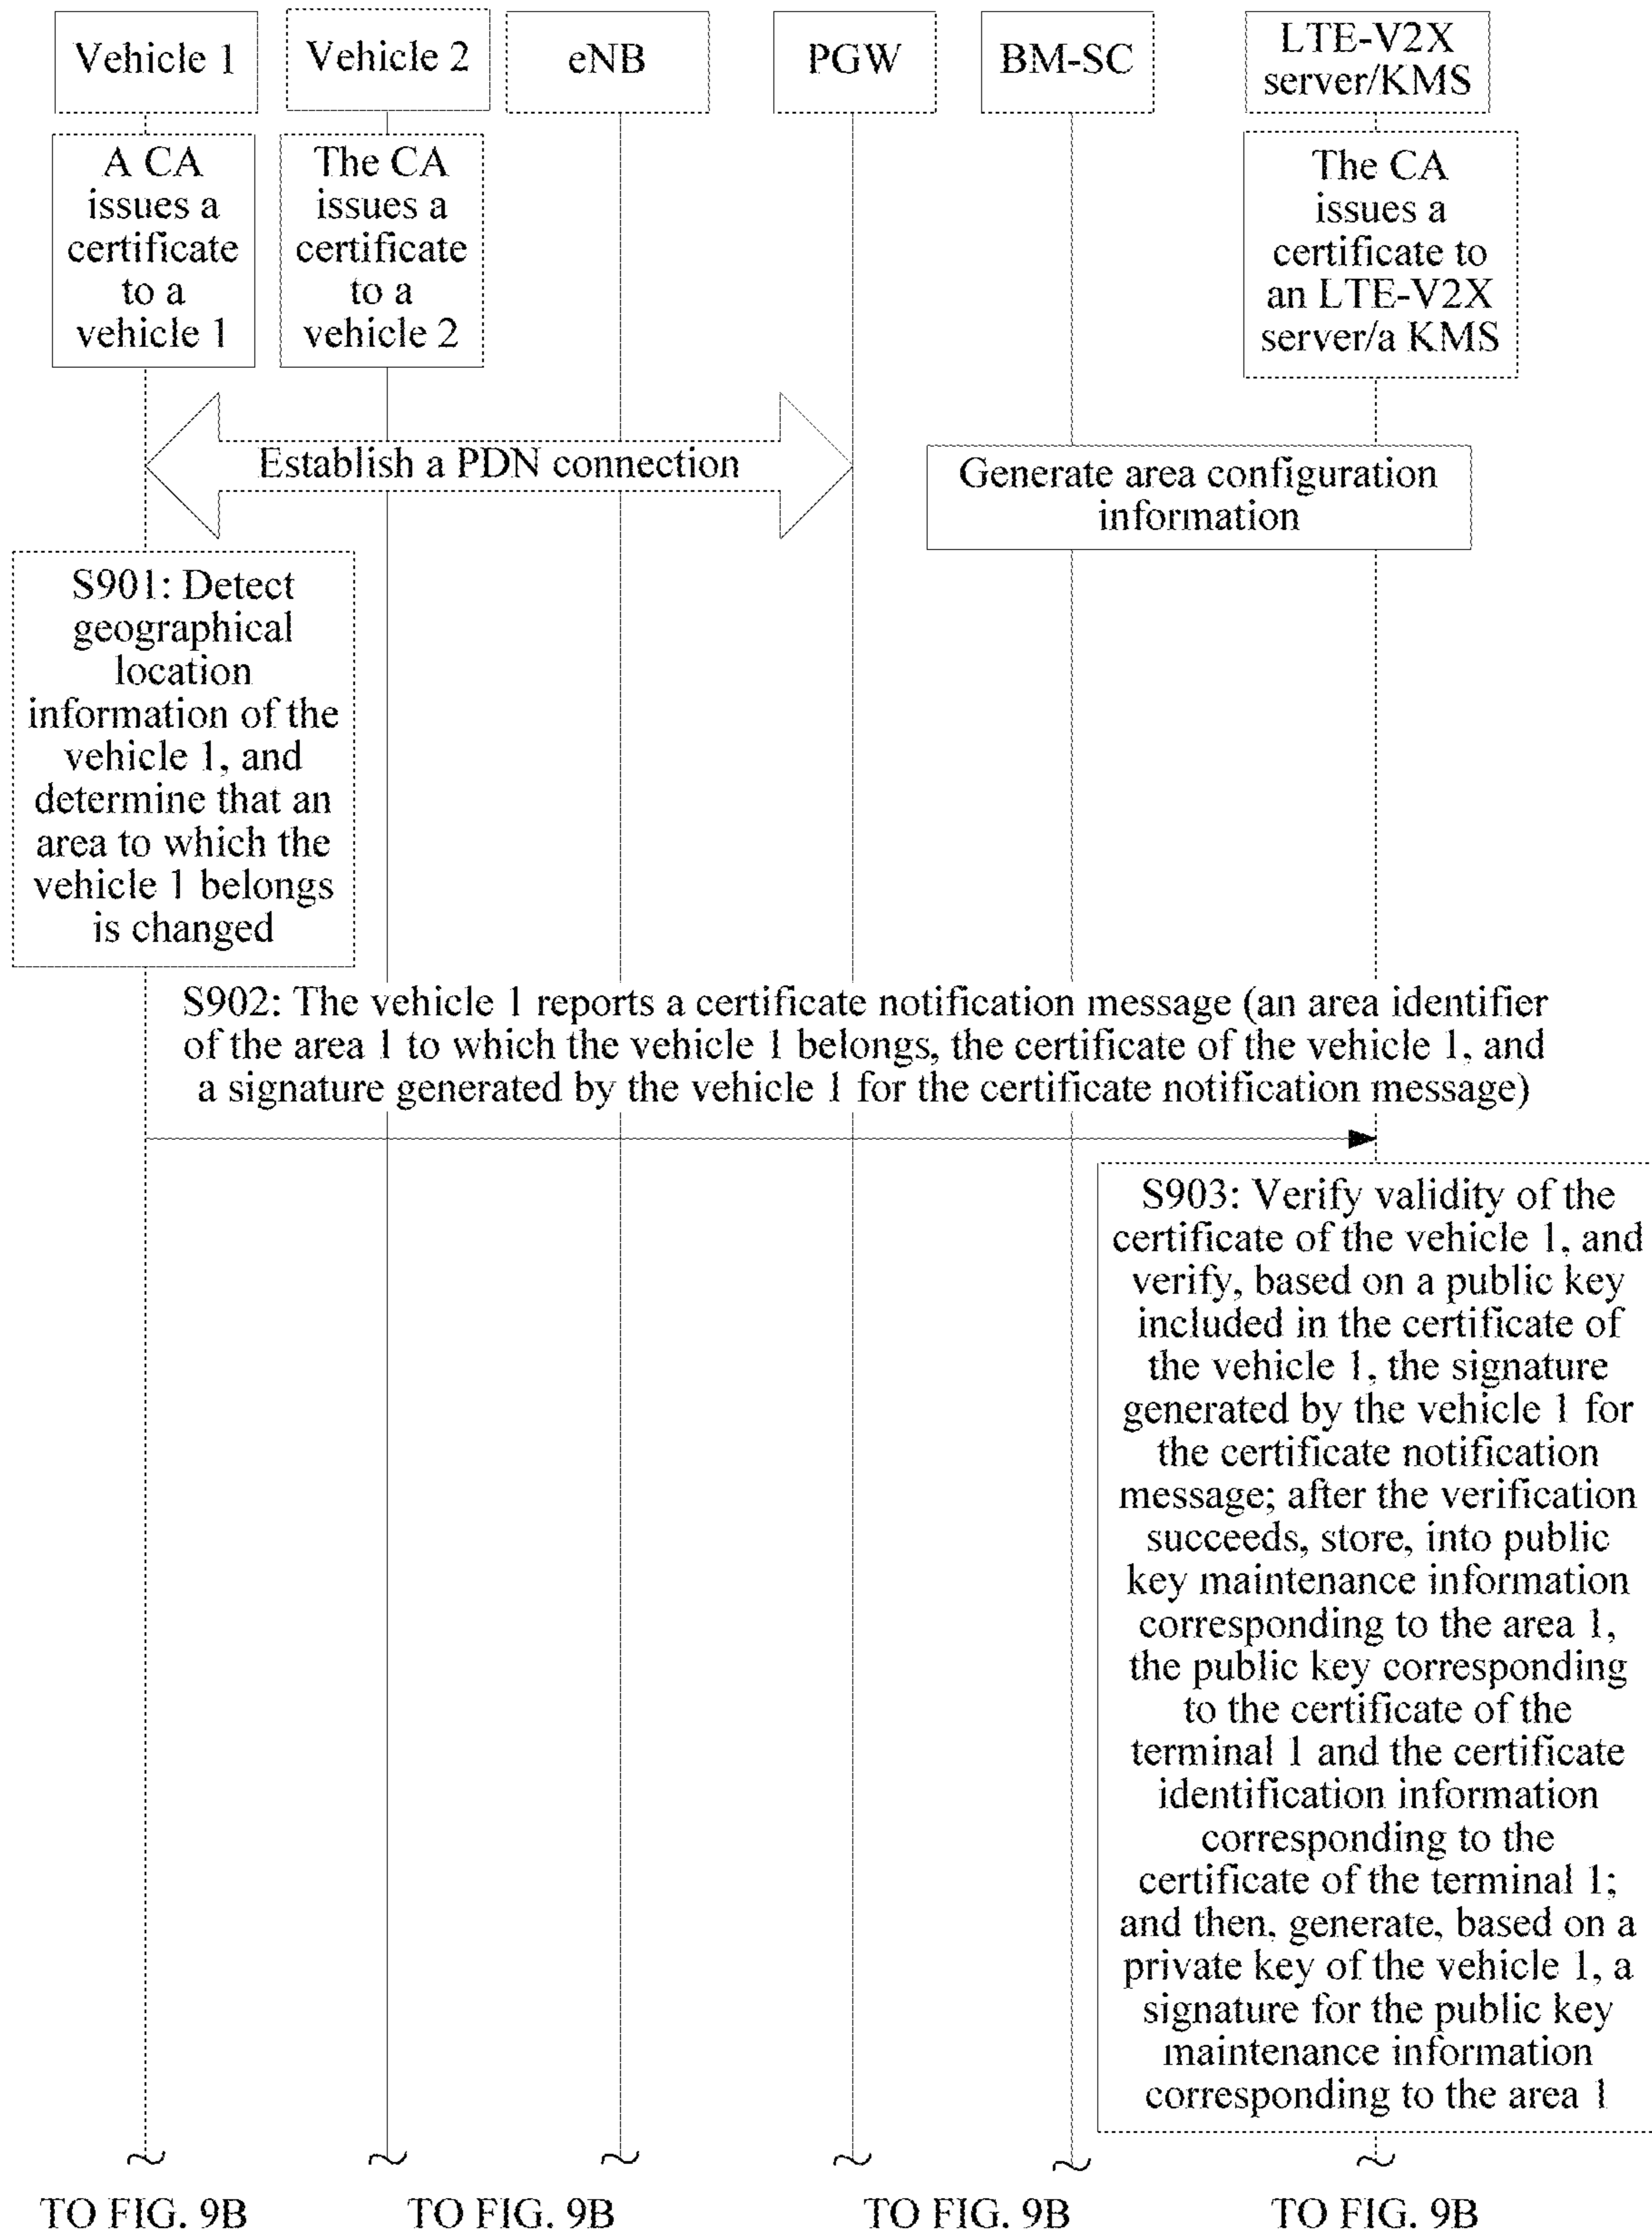 Vehicle 1
Vehicle 2
eNB
PGW
BM-SC
LTE-V2X
server/KMS
A CA
issues a
certificate
to a
vehicle 1
The CA
issues a
certificate
to a
vehicle 2
The CA
issues a
certificate to
an LTE-V2X
server/a KMS
Establish a PDN connection
Generate area configuration
information
S901: Detect
geographical
location
information of the
vehicle 1, and
determine that an
area to which the
vehicle 1 belongs
is changed
S902: The vehicle 1 reports a certificate notification message (an area identifier
of the area 1 to which the vehicle 1 belongs, the certificate of the vehicle 1, and
a signature generated by the vehicle 1 for the certificate notification message)
S903: Verify validity of the
certificate of the vehicle 1, and
verify, based on a public key
included in the certificate of
the vehicle 1, the signature
generated by the vehicle 1 for
the certificate notification
message; after the verification
succeeds, store, into public
key maintenance information
corresponding to the area 1,
the public key corresponding
to the certificate of the
terminal 1 and the certificate
identification information
corresponding to the
certificate of the terminal 1;
and then, generate, based on a
private key of the vehicle 1, a
signature for the public key
maintenance information
corresponding to the area 1
TO FIG. 9B
TO FIG. 9B
TO FIG. 9B
TO FIG. 9B